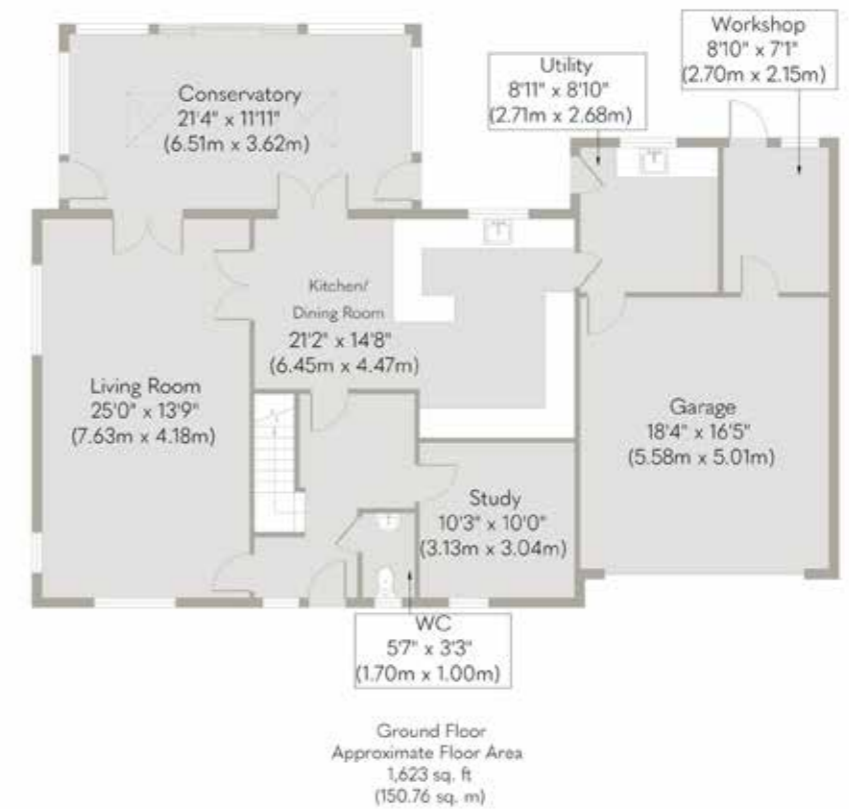 Workshop
8'10" x 7'1"
(2.70m x 2.15m)
Utility
8'11" x 8'10"
(2.71m x 2.68m)
Conservatory
21'4" x 11'11"
(6.51m x 3.62m)
Kitchen/
Dining Room
21'2" x 14'8"
(6.45m x 4.47m)
Living Room
25'0" x 13'9"
(7.63m x 4.18m)
Garage
18'4" x 16'5"
(5.58m x 5.01m)
Study
10'3" x 10'0"
(3.13m x 3.04m)
WC
5'7" x 3'3"
(1.70m x 1.00m)
Ground Floor
Approximate Floor Area
1,623 sq. ft
(150.76 sq. m)